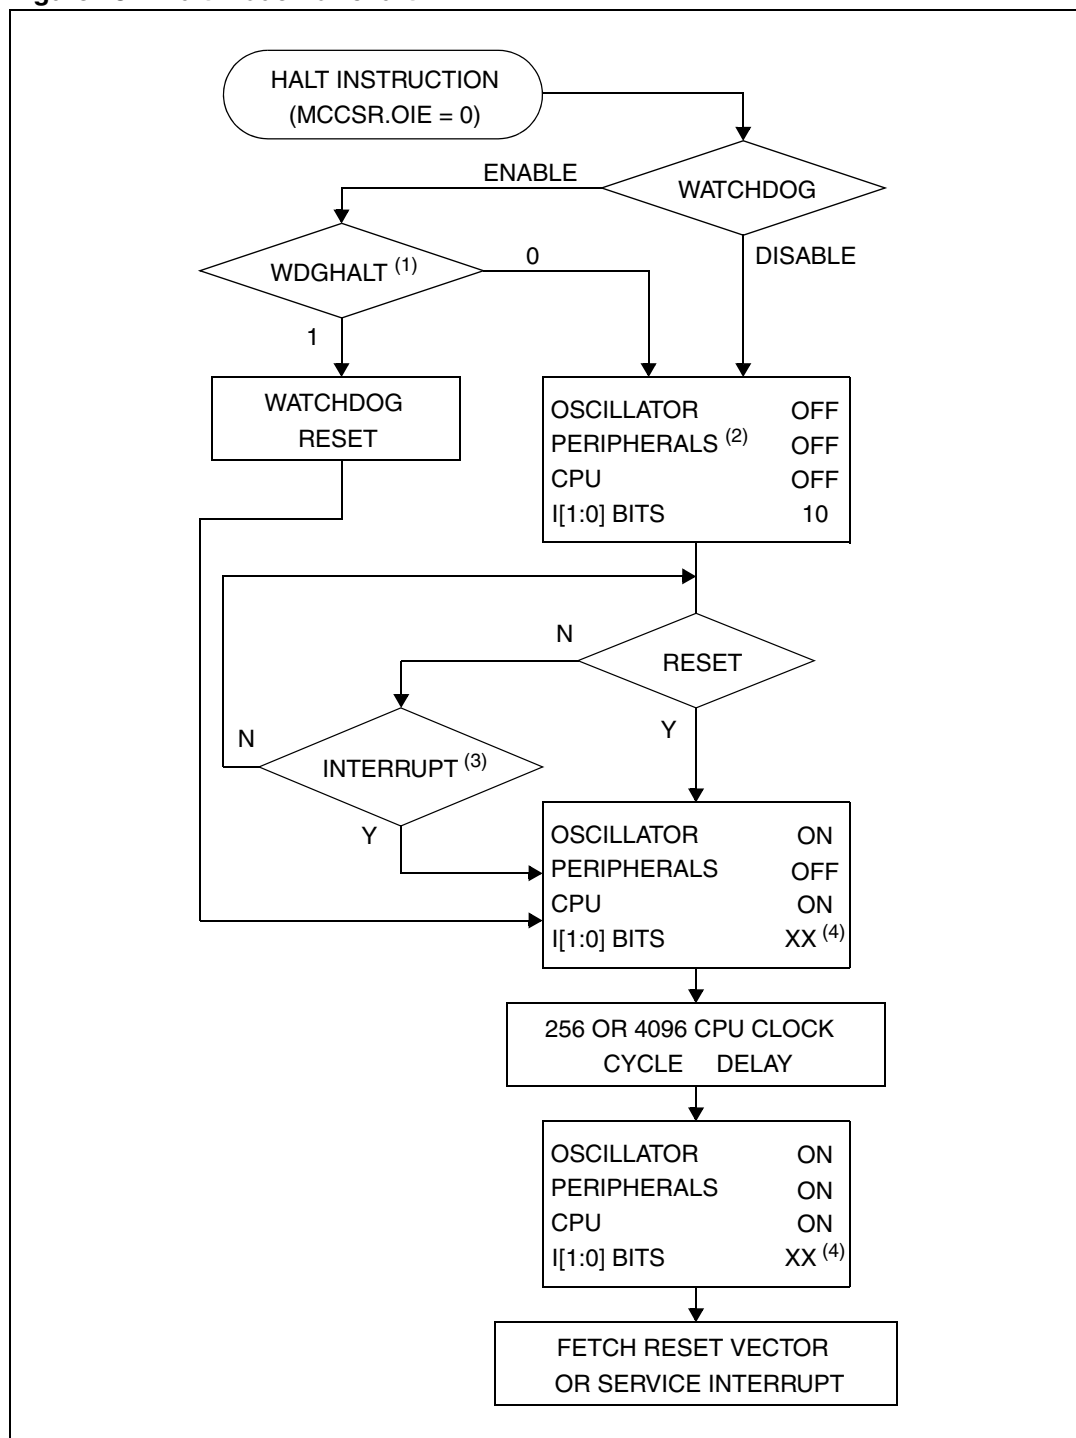 HALT INSTRUCTION
(MCCSR.OIE = 0)
ENABLE
WATCHDOG
WDGHALT (1)
0
DISABLE
1
WATCHDOG
RESET
OSCILLATOR OFF
PERIPHERALS (2) OFF
CPU OFF
I[1:0] BITS 10
N
RESET
Y
N
INTERRUPT (3)
Y
OSCILLATOR ON
PERIPHERALS OFF
CPU ON
I[1:0] BITS XX (4)
256 OR 4096 CPU CLOCK
CYCLE DELAY
OSCILLATOR ON
PERIPHERALS ON
CPU ON
I[1:0] BITS XX (4)
FETCH RESET VECTOR
OR SERVICE INTERRUPT